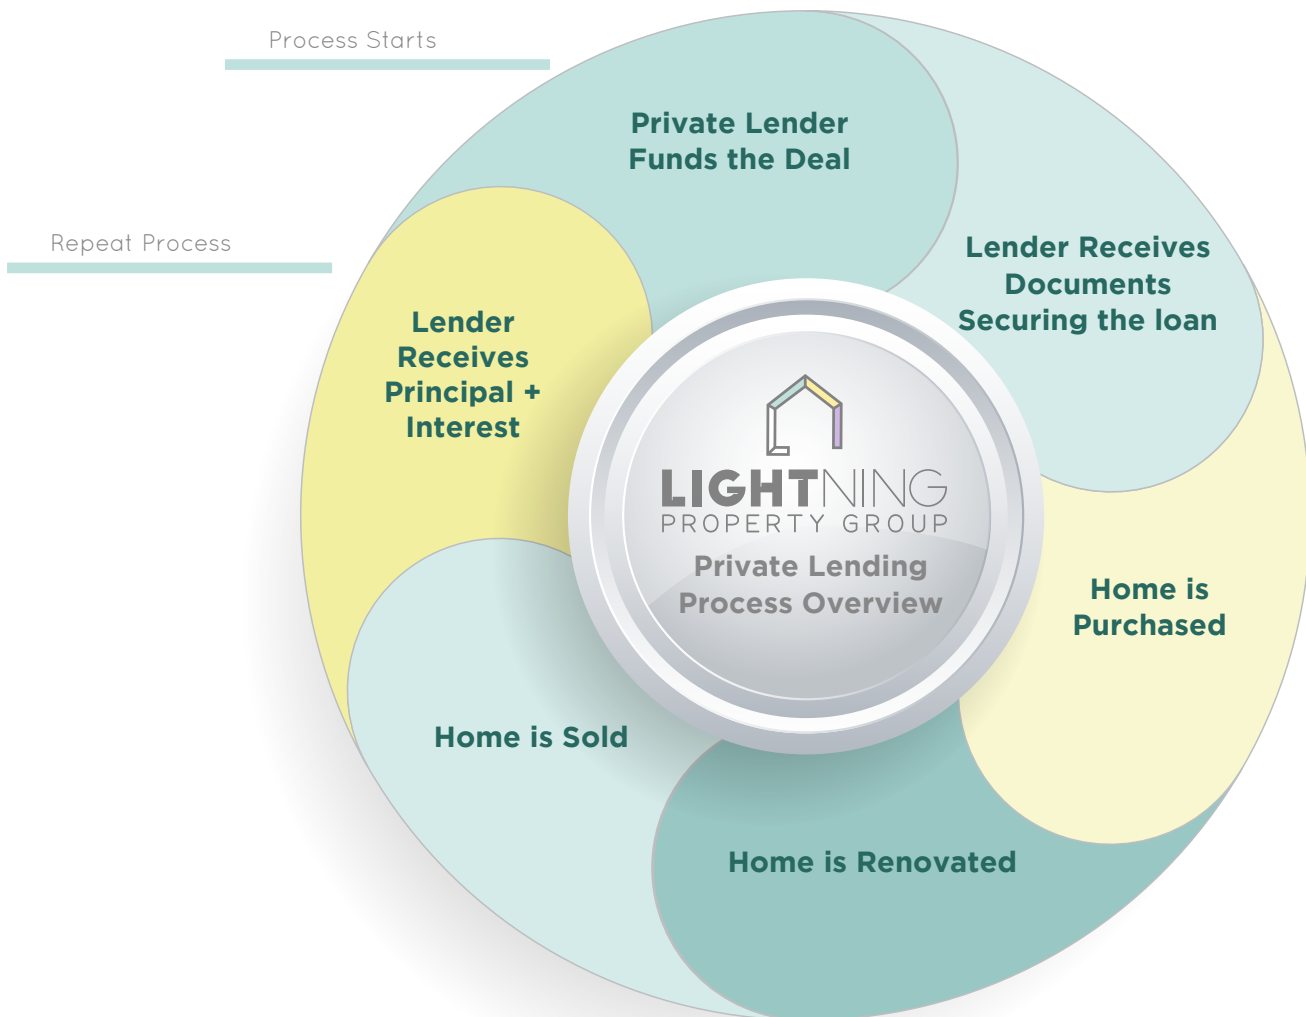 Process Starts
Private Lender
Funds the Deal
Lender Receives
Documents
Securing the loan
Home is
Purchased
Home is Renovated
Home is Sold
Repeat Process
Lender
Receives
Principal +
Interest
LIGHTNING
PROPERTY GROUP
Private Lending
Process Overview